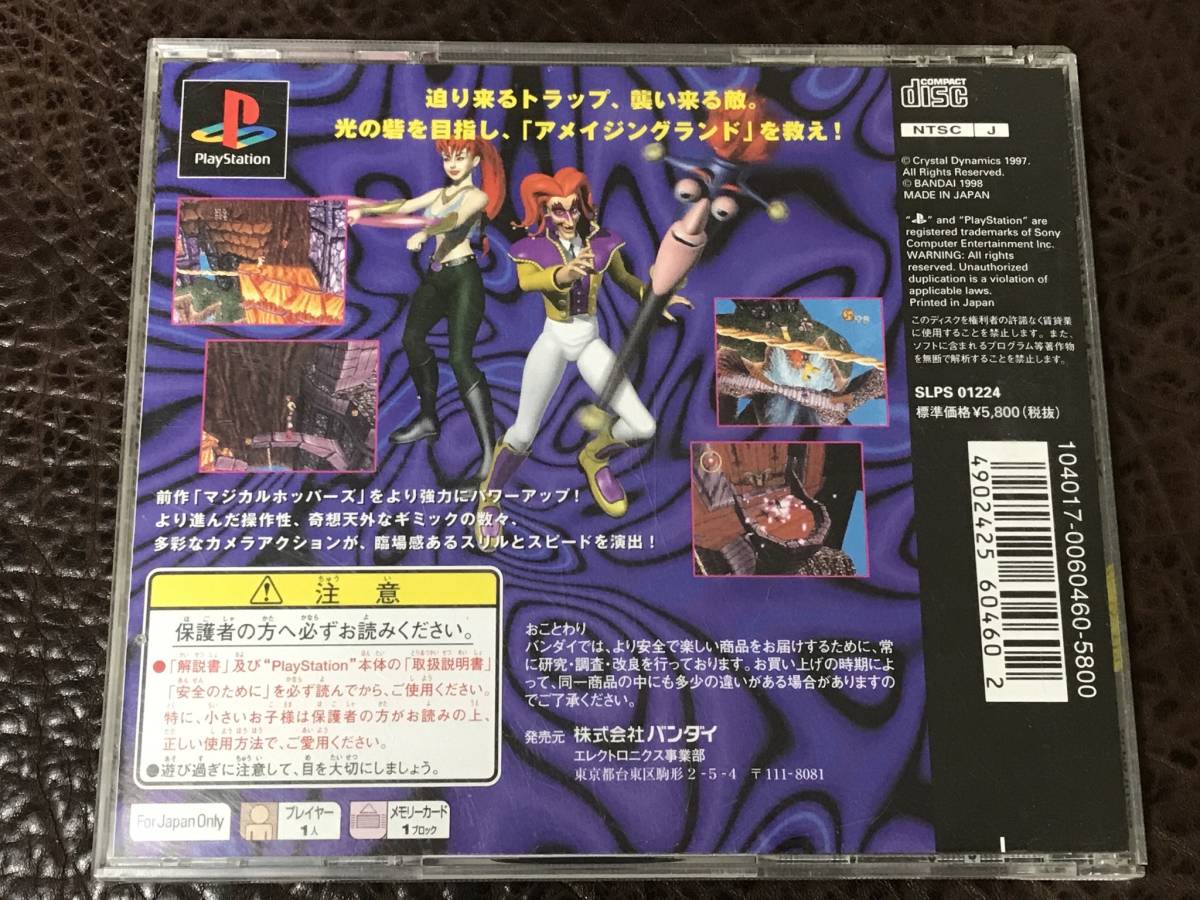 PlayStation
迫り来るトラップ、襲い来る敵。
光の砦を目指し、「アメイジングランド」を救え!
COMPACT
disc
NTSC J
© Crystal Dynamics 1997.
All Rights Reserved.
© BANDAI 1998
MADE IN JAPAN
“ ” and “PlayStation” are
registered trademarks of Sony
Computer Entertainment Inc.
WARNING: All rights
reserved. Unauthorized
duplication is a violation of
applicable laws.
Printed in Japan
このディスクを権利者の許諾なく賃貸業
に使用することを禁止します。また、
ソフトに含まれるプログラム等著作物
を無断で解析することを禁止します。
SLPS 01224
標準価格¥5,800(税抜)
104017-0060460-5800
4902425 60460 2
前作「マジカルホッパーズ」をより強力にパワーアップ!
より進んだ操作性、奇想天外なギミックの数々、
多彩なカメラアクションが、臨場感あるスリルとスピードを演出!
注意
保護者の方へ必ずお読みください。
●「解説書」及び“PlayStation”本体の「取扱説明書」
「安全のために」を必ず読んでから、ご使用ください。
特に、小さいお子様は保護者の方がお読みの上、
正しい使用方法で、ご愛用ください。
●遊び過ぎに注意して、目を大切にしましょう。
おことわり
バンダイでは、より安全で楽しい商品をお届けするために、常
に研究・調査・改良を行っております。お買い上げの時期によ
って、同一商品の中にも多少の違いがある場合がありますの
でご了承ください。
発売元 株式会社バンダイ
エレクトロニクス事業部
東京都台東区駒形2-5-4 〒111-8081
For Japan Only
プレイヤー
1人
メモリーカード
1ブロック